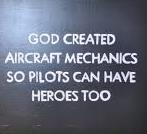 GOD CREATED
AIRCRAFT MECHANICS
SO PILOTS CAN HAVE
HEROES TOO